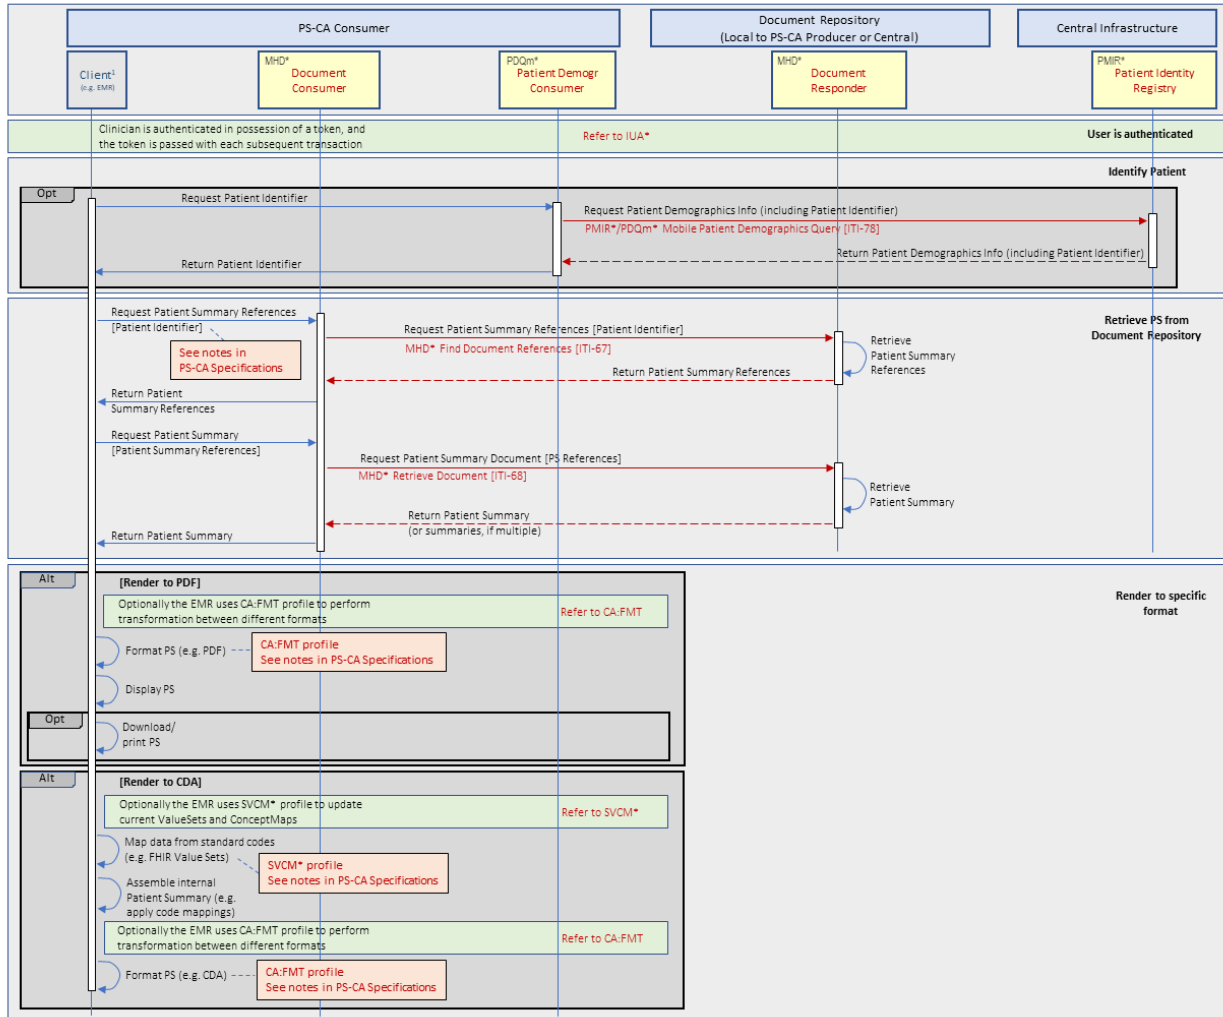 PS-CA Consumer
Document Repository
(Local to PS-CA Producer or Central)
Central Infrastructure
Client1
(e.g. EMR)
MHD*
Document
Consumer
PDQm*
Patient Demogr
Consumer
MHD*
Document
Responder
PMIR*
Patient Identity
Registry
Clinician is authenticated in possession of a token, and
the token is passed with each subsequent transaction
Refer to IUA*
User is authenticated
Identify Patient
Opt
Request Patient Identifier
Request Patient Demographics Info (including Patient Identifier)
PMIR*/PDQm* Mobile Patient Demographics Query [ITI-78]
Return Patient Demographics Info (including Patient Identifier)
Return Patient Identifier
Retrieve PS from
Document Repository
Request Patient Summary References
[Patient Identifier]
See notes in
PS-CA Specifications
Request Patient Summary References [Patient Identifier]
MHD* Find Document References [ITI-67]
Retrieve
Patient Summary
References
Return Patient Summary References
Return Patient
Summary References
Request Patient Summary
[Patient Summary References]
Request Patient Summary Document [PS References]
MHD* Retrieve Document [ITI-68]
Retrieve
Patient Summary
Return Patient Summary
(or summaries, if multiple)
Return Patient Summary
Render to specific
format
Alt
[Render to PDF]
Optionally the EMR uses CA:FMT profile to perform
transformation between different formats
Refer to CA:FMT
Format PS (e.g. PDF)
CA:FMT profile
See notes in PS-CA Specifications
Display PS
Opt
Download/
print PS
Alt
[Render to CDA]
Optionally the EMR uses SVCM* profile to update
current ValueSets and ConceptMaps
Refer to SVCM*
Map data from standard codes
(e.g. FHIR Value Sets)
SVCM* profile
See notes in PS-CA Specifications
Assemble internal
Patient Summary (e.g.
apply code mappings)
Optionally the EMR uses CA:FMT profile to perform
transformation between different formats
Refer to CA:FMT
Format PS (e.g. CDA)
CA:FMT profile
See notes in PS-CA Specifications